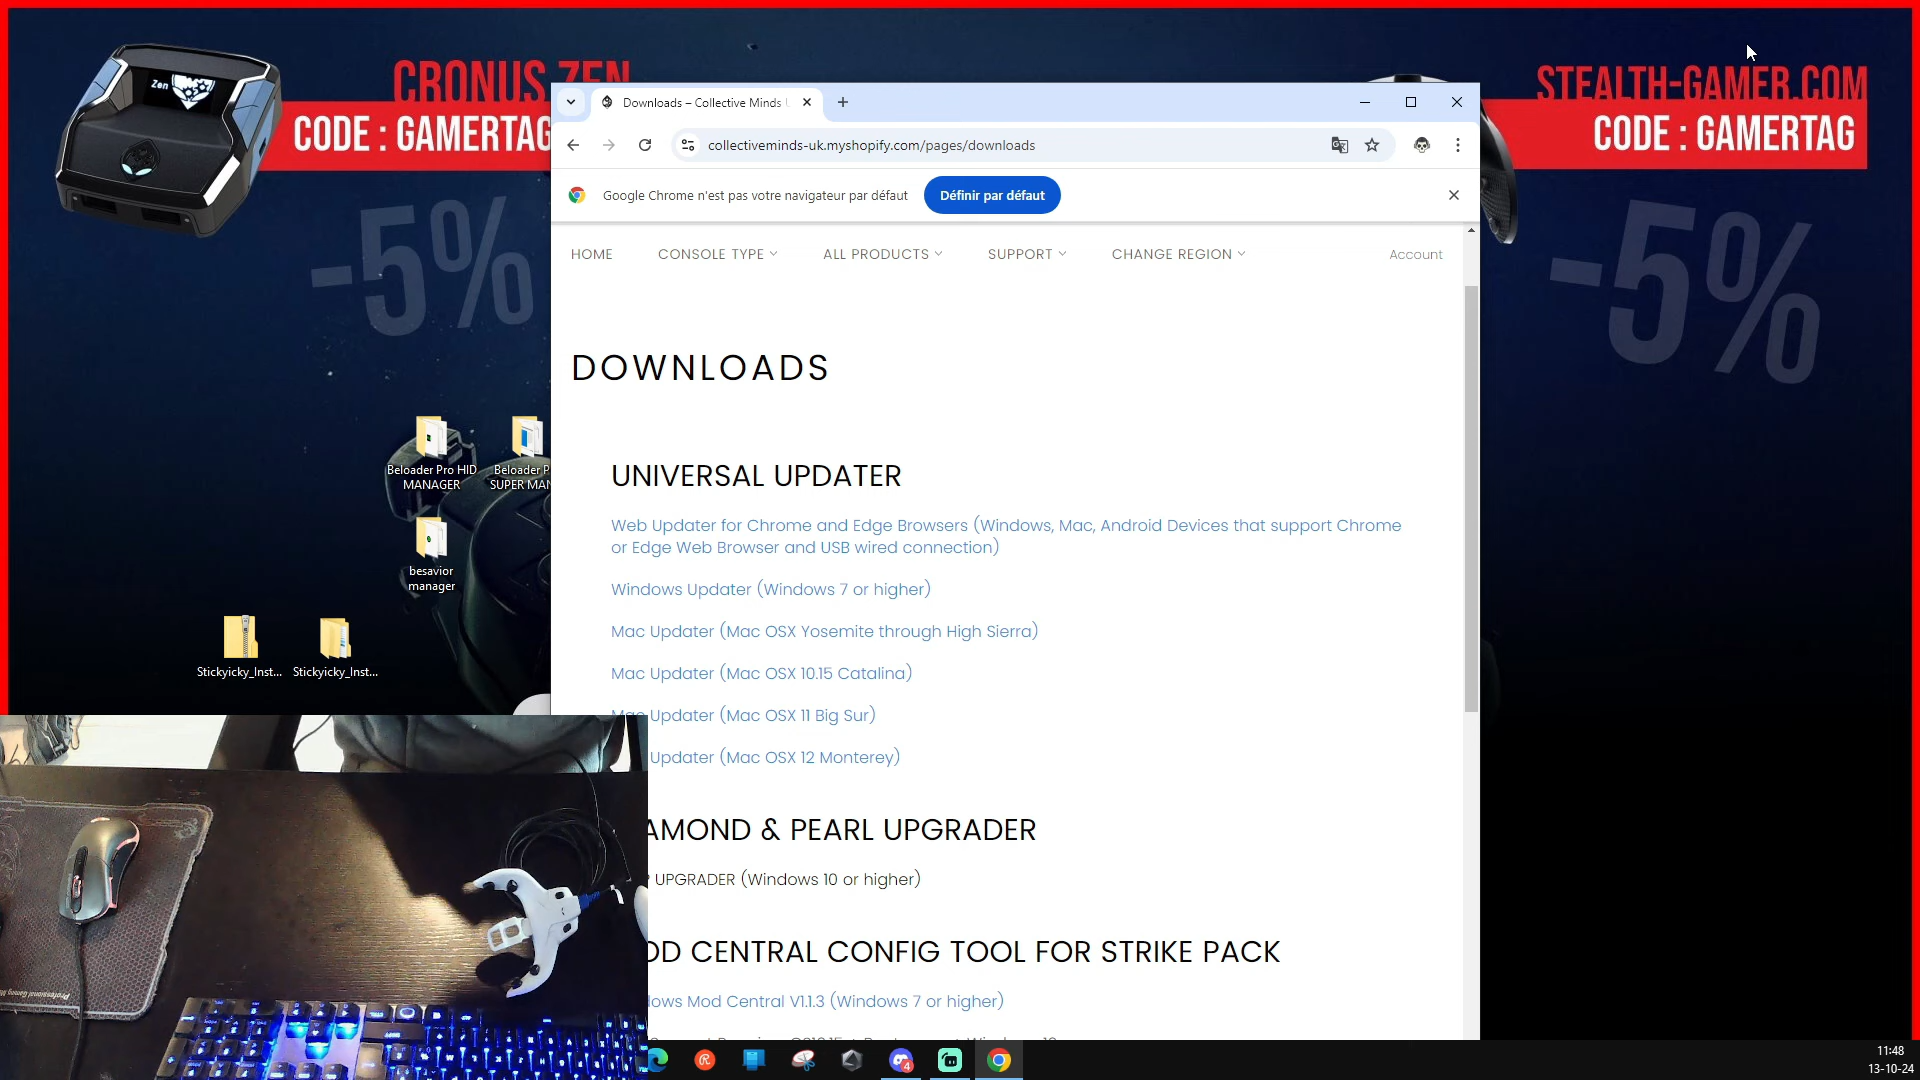 CRONUS ZEN
CODE : GAMERTAG
-5%
Zen
STEALTH-GAMER.COM
CODE : GAMERTAG
-5%
Downloads – Collective Minds
collectiveminds-uk.myshopify.com/pages/downloads
Google Chrome n'est pas votre navigateur par défaut
Définir par défaut
HOME
CONSOLE TYPE
ALL PRODUCTS
SUPPORT
CHANGE REGION
Account
DOWNLOADS
UNIVERSAL UPDATER
Web Updater for Chrome and Edge Browsers (Windows, Mac, Android Devices that support Chrome
or Edge Web Browser and USB wired connection)
Windows Updater (Windows 7 or higher)
Mac Updater (Mac OSX Yosemite through High Sierra)
Mac Updater (Mac OSX 10.15 Catalina)
Mac Updater (Mac OSX 11 Big Sur)
Updater (Mac OSX 12 Monterey)
AMOND & PEARL UPGRADER
UPGRADER (Windows 10 or higher)
OD CENTRAL CONFIG TOOL FOR STRIKE PACK
dows Mod Central V1.1.3 (Windows 7 or higher)
Beloader Pro HID
MANAGER
Beloader P
SUPER MAN
besavior
manager
Stickyicky_Inst...
Stickyicky_Inst...
4
11:48
13-10-24